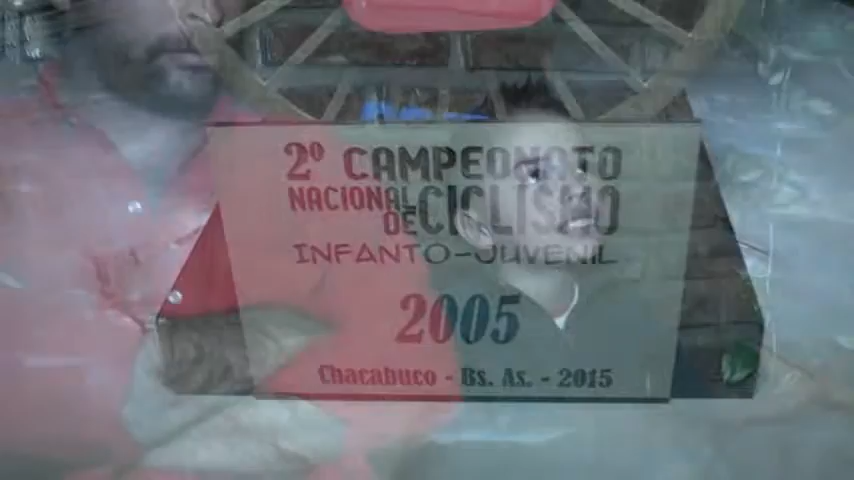 2º CAMPEONATO
NACIONAL DE CICLISMO
INFANTO-JUVENIL
2005
Chacabuco - Bs. As. - 2015